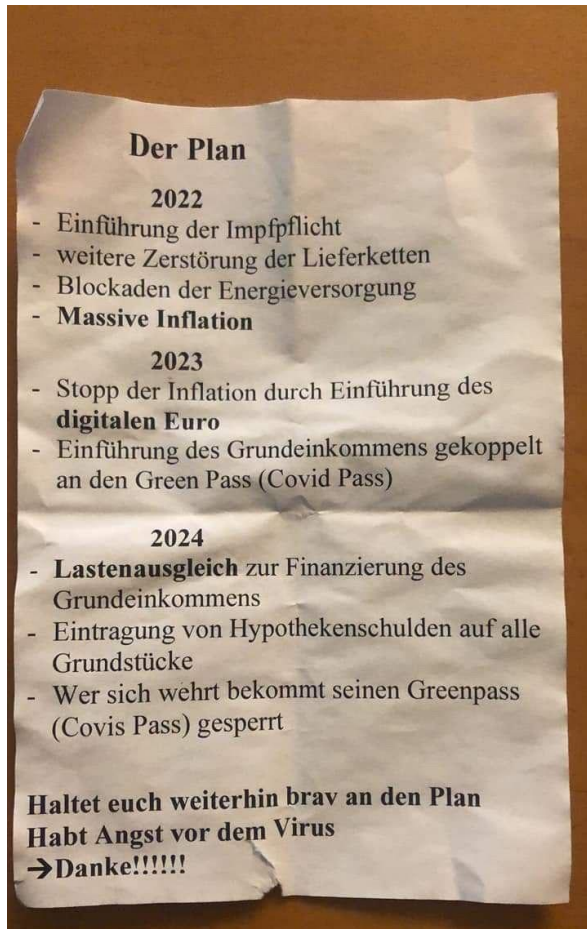 Der Plan
2022
- Einführung der Impfpflicht
- weitere Zerstörung der Lieferketten
- Blockaden der Energieversorgung
- Massive Inflation
2023
- Stopp der Inflation durch Einführung des
digitalen Euro
- Einführung des Grundeinkommens gekoppelt
an den Green Pass (Covid Pass)
2024
- Lastenausgleich zur Finanzierung des
Grundeinkommens
- Eintragung von Hypothekenschulden auf alle
Grundstücke
- Wer sich wehrt bekommt seinen Greenpass
(Covis Pass) gesperrt
Haltet euch weiterhin brav an den Plan
Habt Angst vor dem Virus
→Danke!!!!!!